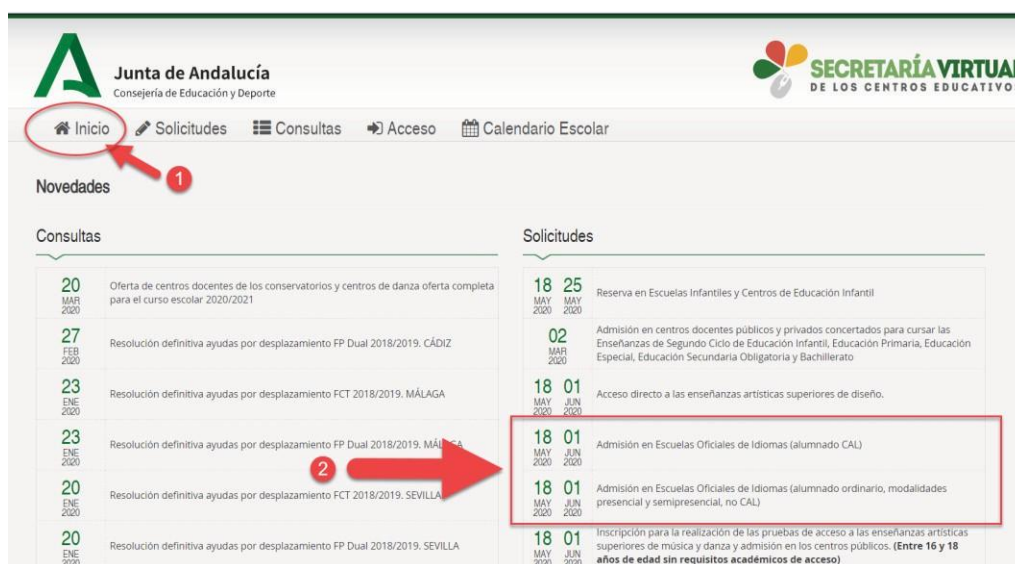 Junta de Andalucía
Consejería de Educación y Deporte
SECRETARÍA VIRTUAL
DE LOS CENTROS EDUCATIVO
Inicio Solicitudes Consultas Acceso Calendario Escolar
1
Novedades
Consultas
20 MAR 2020
Oferta de centros docentes de los conservatorios y centros de danza oferta completa
para el curso escolar 2020/2021
27 FEB 2020
Resolución definitiva ayudas por desplazamiento FP Dual 2018/2019. CÁDIZ
23 ENE 2020
Resolución definitiva ayudas por desplazamiento FCT 2018/2019. MÁLAGA
23 ENE 2020
Resolución definitiva ayudas por desplazamiento FP Dual 2018/2019. MÁLAGA
2
20 ENE 2020
Resolución definitiva ayudas por desplazamiento FCT 2018/2019. SEVILLA
20 ENE 2020
Resolución definitiva ayudas por desplazamiento FP Dual 2018/2019. SEVILLA
Solicitudes
18 MAY 2020 25 MAY 2020
Reserva en Escuelas Infantiles y Centros de Educación Infantil
02 MAR 2020
Admisión en centros docentes públicos y privados concertados para cursar las
Enseñanzas de Segundo Ciclo de Educación Infantil, Educación Primaria, Educación
Especial, Educación Secundaria Obligatoria y Bachillerato
18 MAY 2020 01 JUN 2020
Acceso directo a las enseñanzas artísticas superiores de diseño.
18 MAY 2020 01 JUN 2020
Admisión en Escuelas Oficiales de Idiomas (alumnado CAL)
18 MAY 2020 01 JUN 2020
Admisión en Escuelas Oficiales de Idiomas (alumnado ordinario, modalidades
presencial y semipresencial, no CAL)
18 MAY 2020 01 JUN 2020
Inscripción para la realización de las pruebas de acceso a las enseñanzas artísticas
superiores de música y danza y admisión en los centros públicos. (Entre 16 y 18
años de edad sin requisitos académicos de acceso)